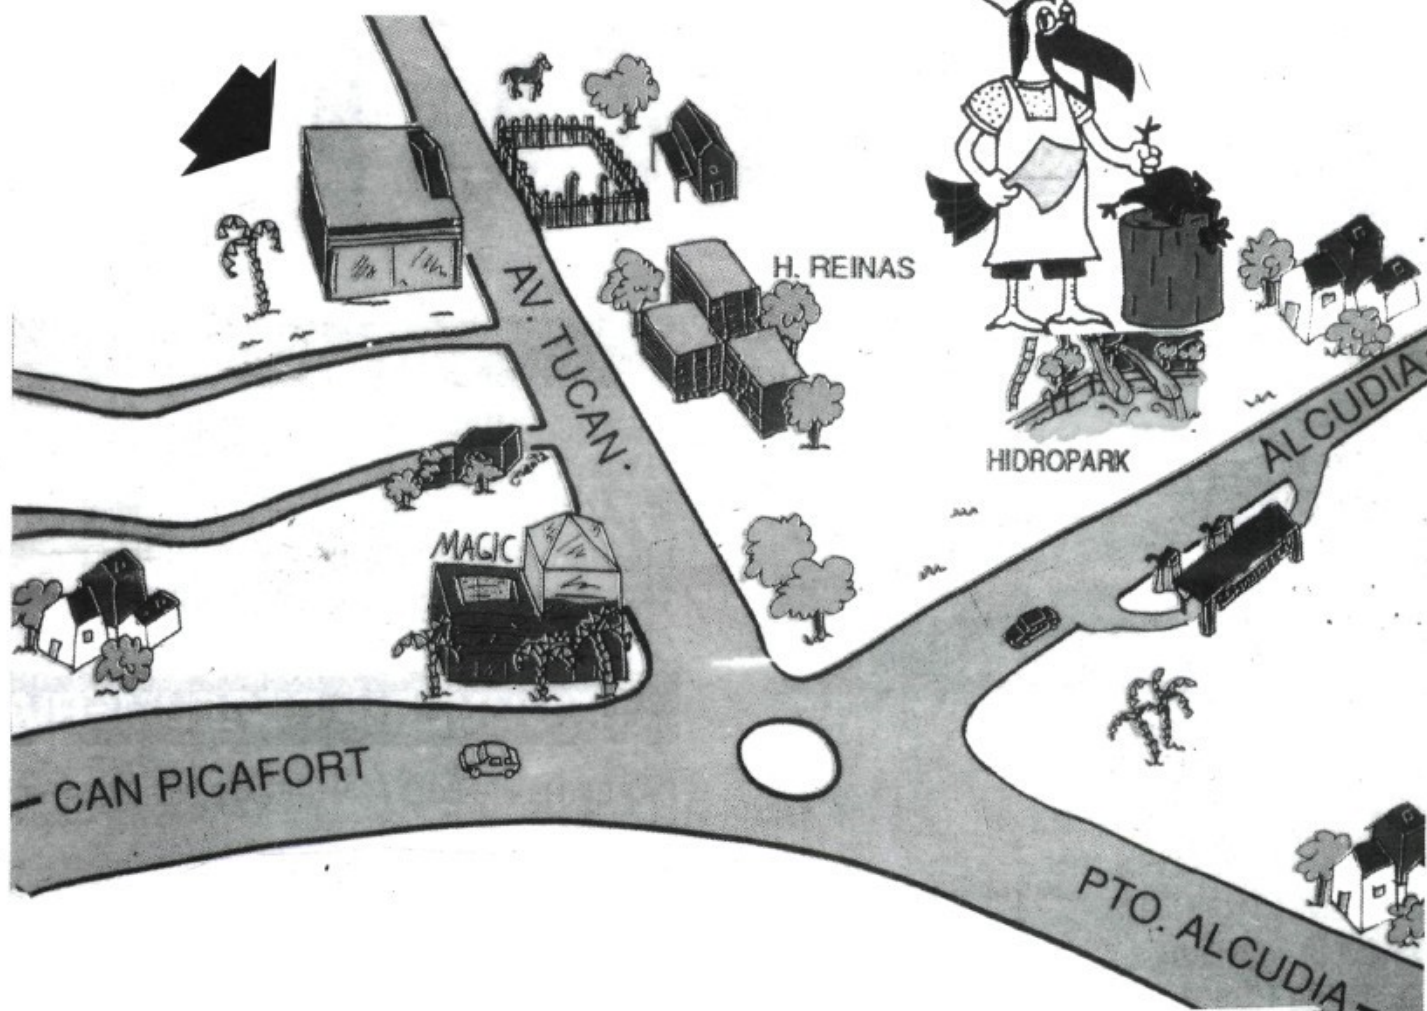 H. REINAS
AV. TUCAN
HIDROPARK
ALCUDIA
MAGIC
CAN PICAFORT
PTO. ALCUDIA